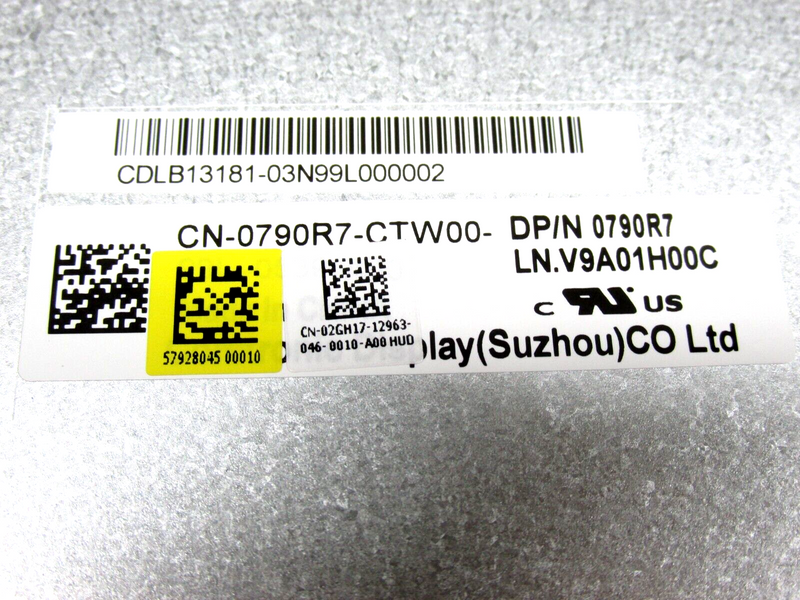 CDLB13181-03N99L000002
CN-0790R7-CTW00-
DP/N 0790R7
LN.V9A01H00C
c RU US
57928045 00010
CN-02GH17-12963-
046-0010-A00 HUD
play(Suzhou)CO Ltd